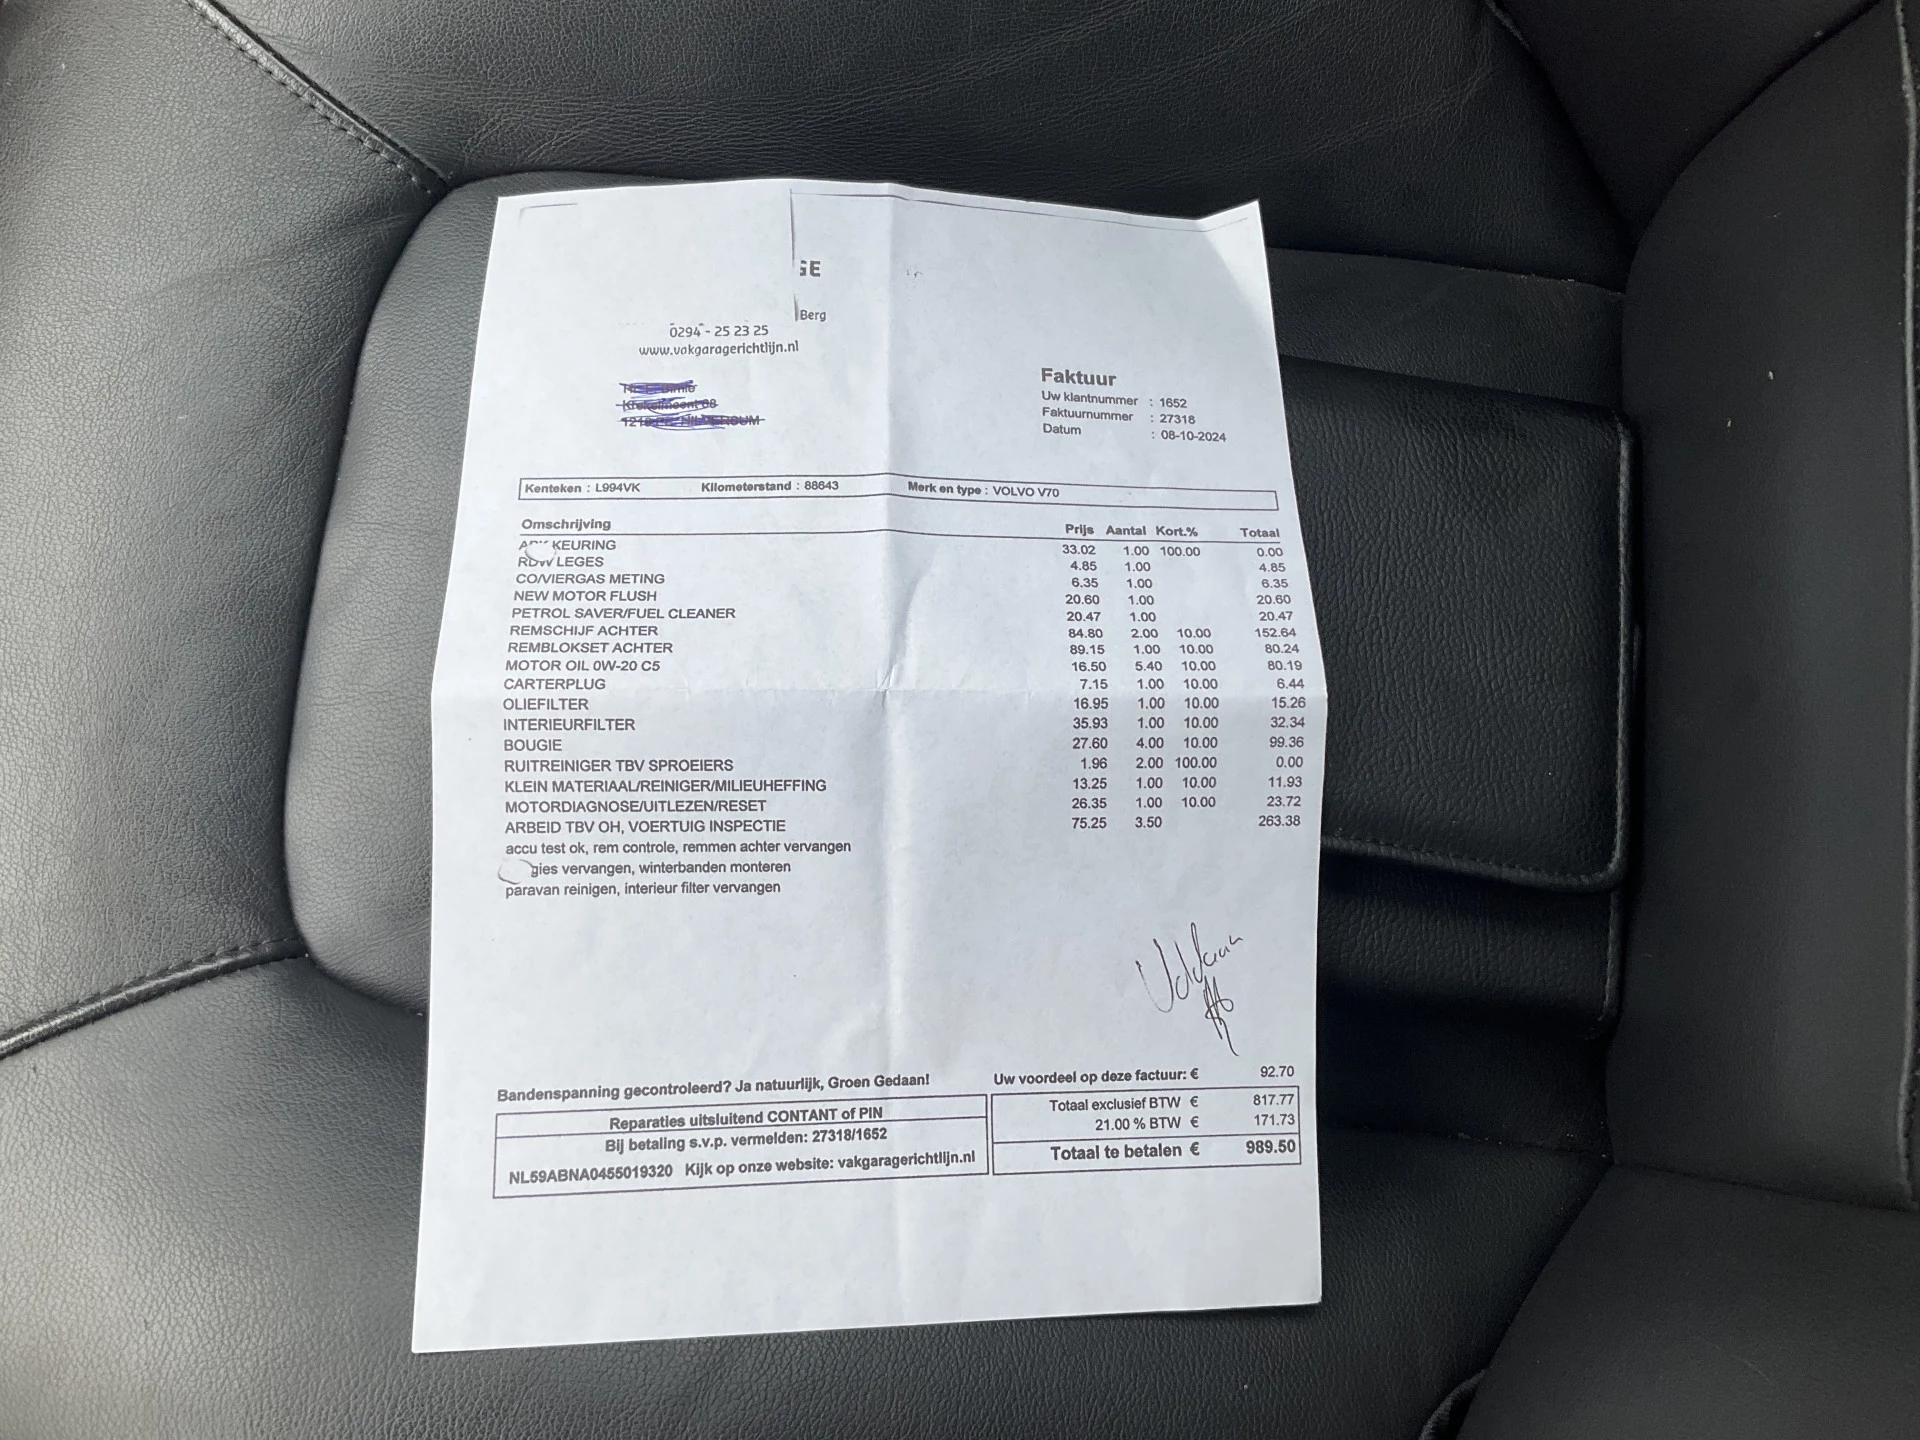 GE
Berg
0294 - 25 23 25
www.vakgaragerichtlijn.nl
Faktuur
Uw klantnummer : 1652
Faktuurnummer : 27318
Datum : 08-10-2024
Kenteken : L994VK Kilometerstand : 88643 Merk en type : VOLVO V70
Omschrijving Prijs Aantal Kort.% Totaal
KEURING 33.02 1.00 100.00 0.00
RDW LEGES 4.85 1.00 4.85
CO/VIERGAS METING 6.35 1.00 6.35
NEW MOTOR FLUSH 20.60 1.00 20.60
PETROL SAVER/FUEL CLEANER 20.47 1.00 20.47
REMSCHIJF ACHTER 84.80 2.00 10.00 152.64
REMBLOKSET ACHTER 89.15 1.00 10.00 80.24
MOTOR OIL 0W-20 C5 16.50 5.40 10.00 80.19
CARTERPLUG 7.15 1.00 10.00 6.44
OLIEFILTER 16.95 1.00 10.00 15.26
INTERIEURFILTER 35.93 1.00 10.00 32.34
BOUGIE 27.60 4.00 10.00 99.36
RUITREINIGER TBV SPROEIERS 1.96 2.00 100.00 0.00
KLEIN MATERIAAL/REINIGER/MILIEUHEFFING 13.25 1.00 10.00 11.93
MOTORDIAGNOSE/UITLEZEN/RESET 26.35 1.00 10.00 23.72
ARBEID TBV OH, VOERTUIG INSPECTIE 75.25 3.50 263.38
accu test ok, rem controle, remmen achter vervangen
gies vervangen, winterbanden monteren
paravan reinigen, interieur filter vervangen
Bandenspanning gecontroleerd? Ja natuurlijk, Groen Gedaan! Uw voordeel op deze factuur: € 92.70
Reparaties uitsluitend CONTANT of PIN
Bij betaling s.v.p. vermelden: 27318/1652
NL59ABNA0455019320 Kijk op onze website: vakgaragerichtlijn.nl
Totaal exclusief BTW € 817.77
21.00 % BTW € 171.73
Totaal te betalen € 989.50